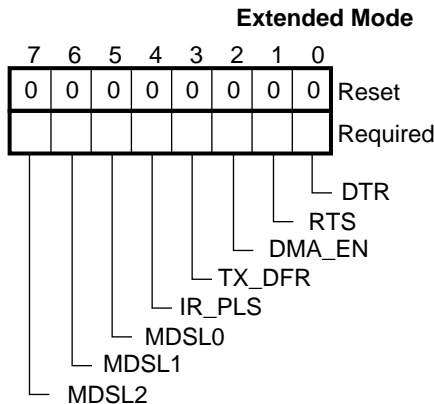 Extended Mode
7 6 5 4 3 2 1 0
0 0 0 0 0 0 0 0 Reset
Required
DTR
RTS
DMA_EN
TX_DFR
IR_PLS
MDSL0
MDSL1
MDSL2